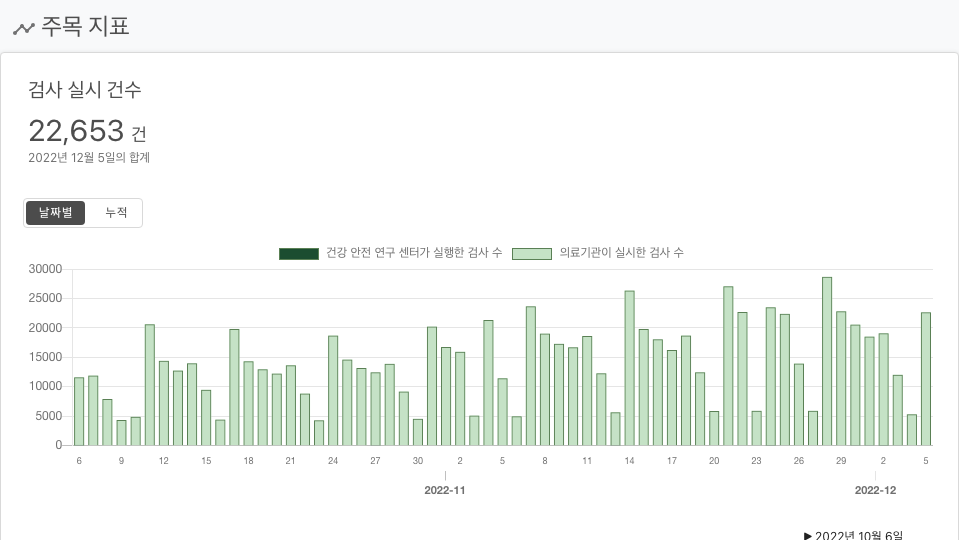 주목 지표
검사 실시 건수
22,653 건
2022년 12월 5일의 합계
날짜별 누적
건강 안전 연구 센터가 실행한 검사 수 의료기관이 실시한 검사 수
30000
25000
20000
15000
10000
5000
0
6 9 12 15 18 21 24 27 30 2 5 8 11 14 17 20 23 26 29 2 5
2022-11 2022-12
▶ 2022년 10월 6일